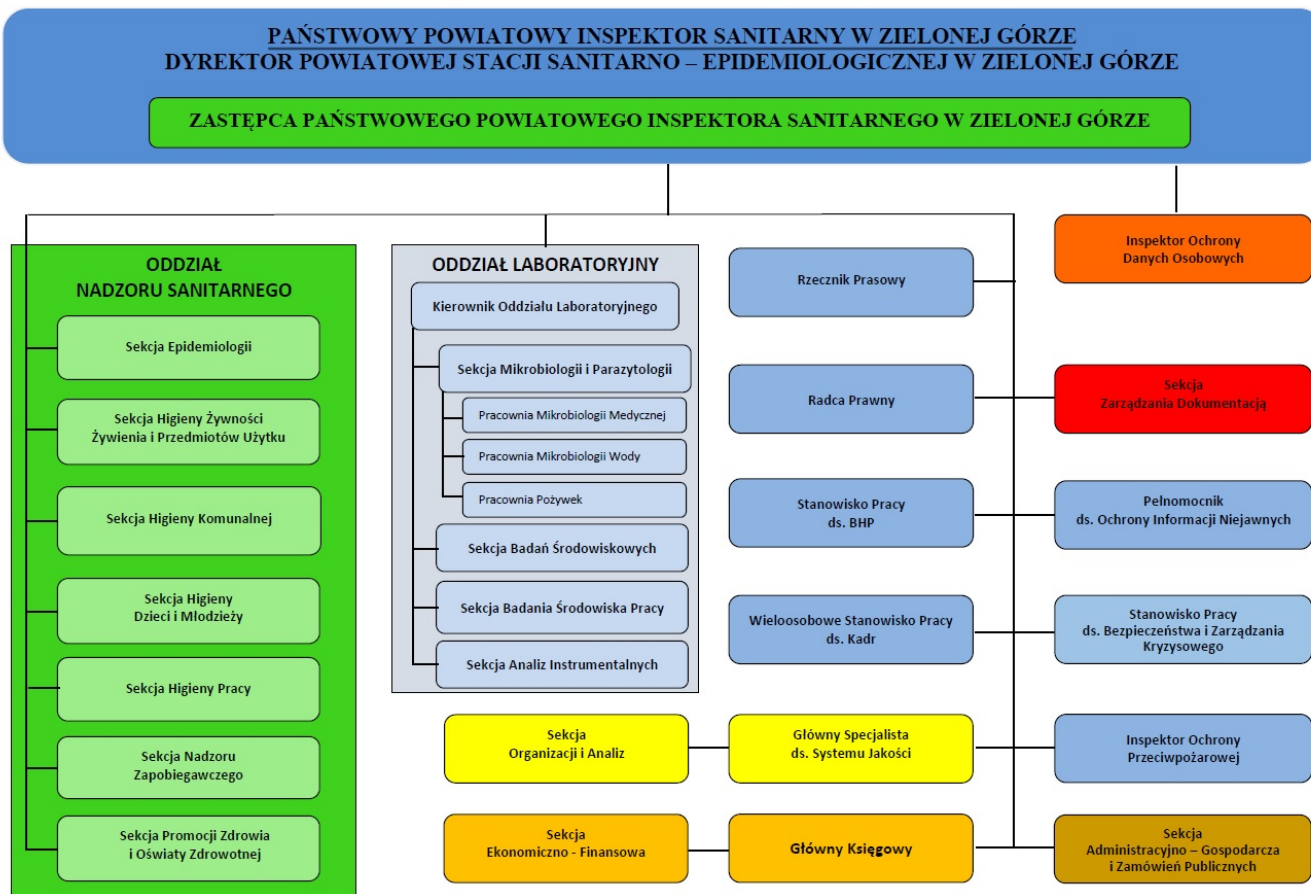 PAŃSTWOWY POWIATOWY INSPEKTOR SANITARNY W ZIELONEJ GÓRZE
DYREKTOR POWIATOWEJ STACJI SANITARNO – EPIDEMIOLOGICZNEJ W ZIELONEJ GÓRZE
ZASTĘPCA PAŃSTWOWEGO POWIATOWEGO INSPEKTORA SANITARNEGO W ZIELONEJ GÓRZE
ODDZIAŁ
NADZORU SANITARNEGO
Sekcja Epidemiologii
Sekcja Higieny Żywności
Żywienia i Przedmiotów Użytku
Sekcja Higieny Komunalnej
Sekcja Higieny
Dzieci i Młodzieży
Sekcja Higieny Pracy
Sekcja Nadzoru
Zapobiegawczego
Sekcja Promocji Zdrowia
i Oświaty Zdrowotnej
ODDZIAŁ LABORATORYJNY
Kierownik Oddziału Laboratoryjnego
Sekcja Mikrobiologii i Parazytologii
Pracownia Mikrobiologii Medycznej
Pracownia Mikrobiologii Wody
Pracownia Pożywek
Sekcja Badań Środowiskowych
Sekcja Badania Środowiska Pracy
Sekcja Analiz Instrumentalnych
Sekcja
Organizacji i Analiz
Sekcja
Ekonomiczno - Finansowa
Rzecznik Prasowy
Radca Prawny
Stanowisko Pracy
ds. BHP
Wieloosobowe Stanowisko Pracy
ds. Kadr
Główny Specjalista
ds. Systemu Jakości
Główny Księgowy
Inspektor Ochrony
Danych Osobowych
Sekcja
Zarządzania Dokumentacją
Pełnomocnik
ds. Ochrony Informacji Niejawnych
Stanowisko Pracy
ds. Bezpieczeństwa i Zarządzania
Kryzysowego
Inspektor Ochrony
Przeciwpożarowej
Sekcja
Administracyjno – Gospodarcza
i Zamówień Publicznych